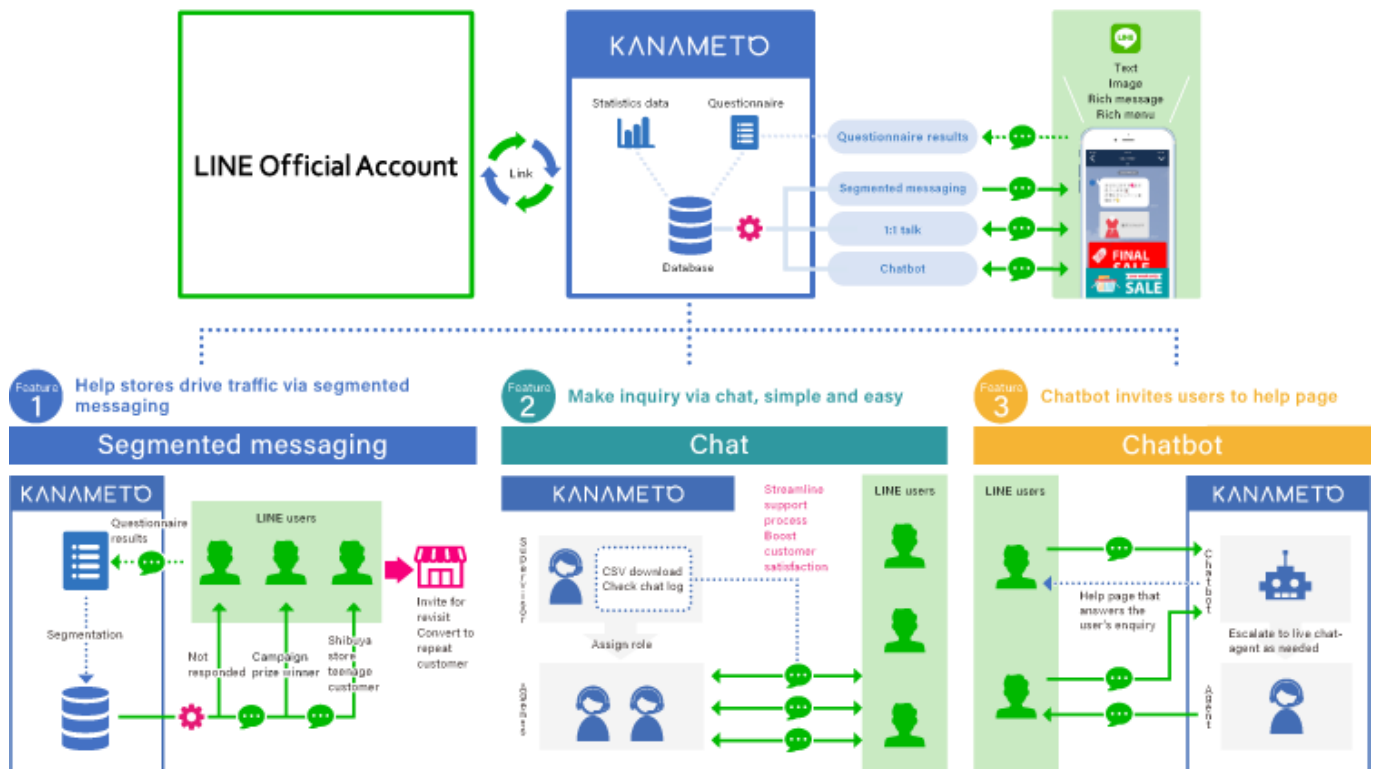 LINE Official Account
Link
KANAMETO
Statistics data
Questionnaire
Database
Questionnaire results
Segmented messaging
1:1 talk
Chatbot
LINE
Text
Image
Rich message
Rich menu
FINAL
SALE
SALE
Feature
1
Help stores drive traffic via segmented
messaging
Segmented messaging
KANAMETO
Questionnaire
results
LINE users
Segmentation
Not
responded
Campaign
prize winner
Shibuya
store
teenage
customer
Invite for
revisit
Convert to
repeat
customer
Feature
2
Make inquiry via chat, simple and easy
Chat
KANAMETO
Streamline
support
process
Boost
customer
satisfaction
LINE users
Supervisor
CSV download
Check chat log
Assign role
Feature
3
Chatbot invites users to help page
Chatbot
LINE users
KANAMETO
Chatbot
Help page that
answers the
user's enquiry
Escalate to live chat-
agent as needed
Agent